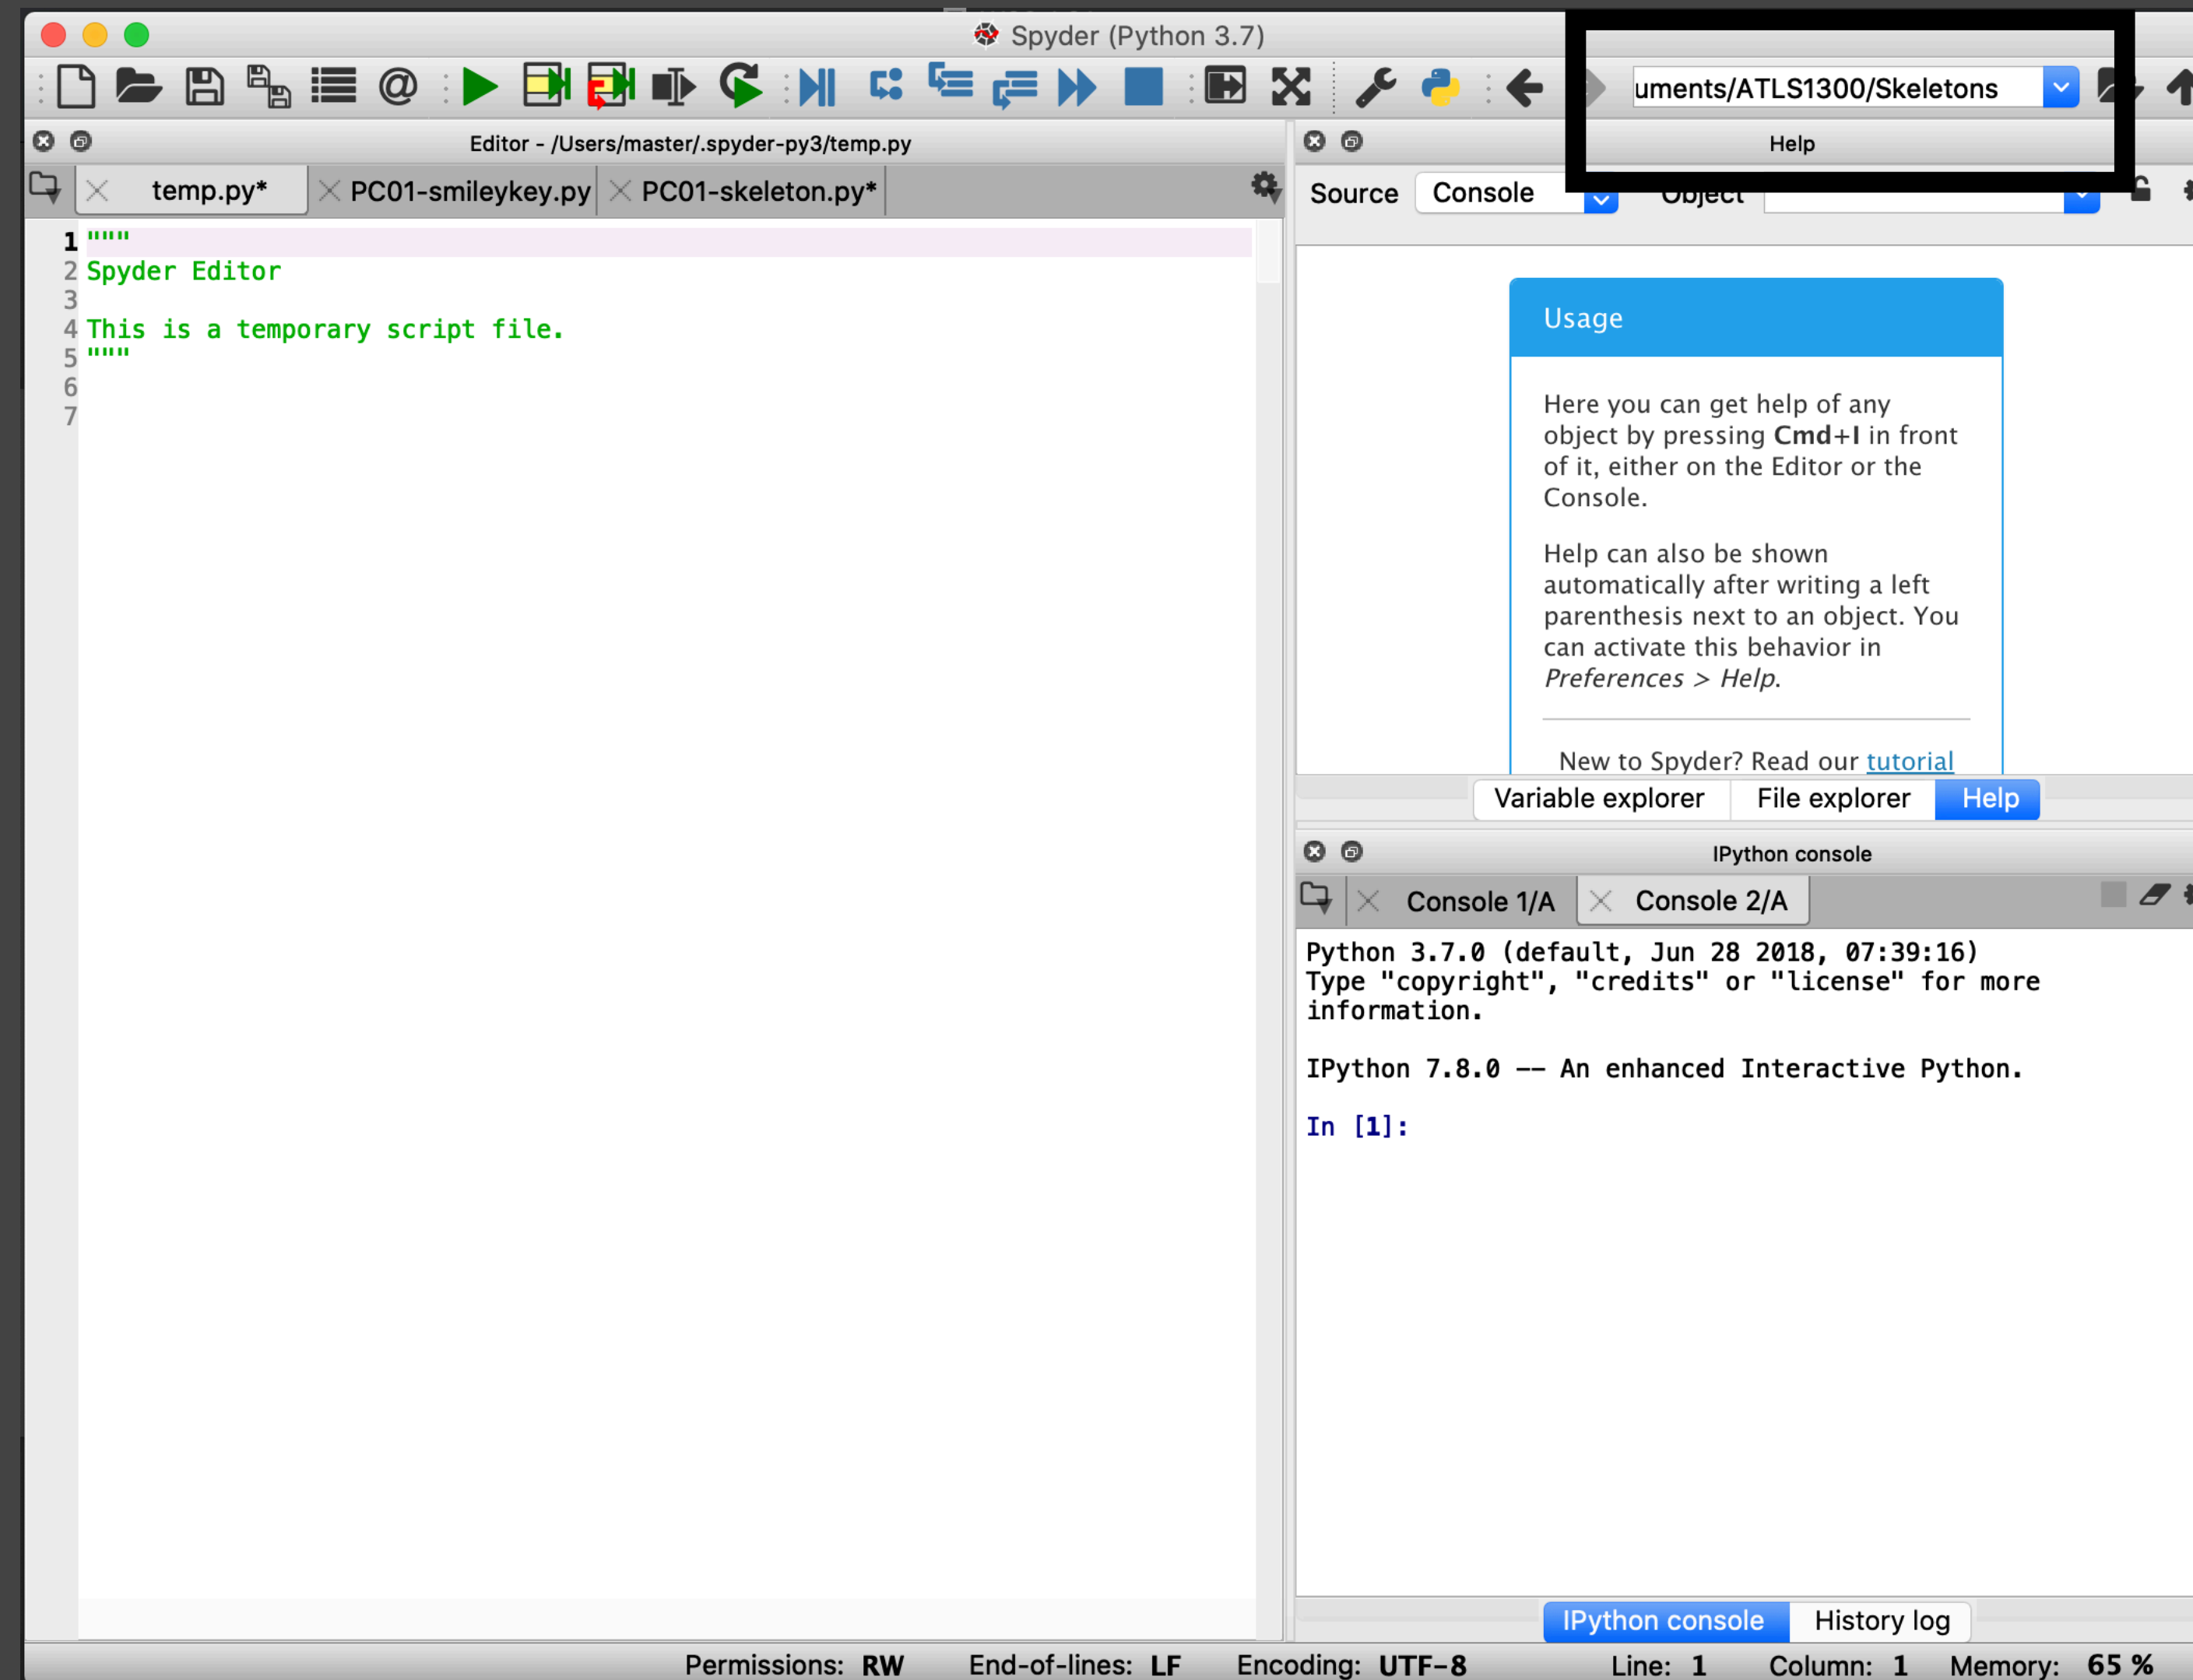 Spyder (Python 3.7)
uments/ATLS1300/Skeletons
Editor - /Users/master/.spyder-py3/temp.py
Help
temp.py*
PC01-smileykey.py
PC01-skeleton.py*
Source
Console
Object
1 """
2 Spyder Editor
3
4 This is a temporary script file.
5 """
6
7
Usage
Here you can get help of any
object by pressing Cmd+I in front
of it, either on the Editor or the
Console.
Help can also be shown
automatically after writing a left
parenthesis next to an object. You
can activate this behavior in
Preferences > Help.
New to Spyder? Read our tutorial
Variable explorer
File explorer
Help
IPython console
Console 1/A
Console 2/A
Python 3.7.0 (default, Jun 28 2018, 07:39:16)
Type "copyright", "credits" or "license" for more
information.
IPython 7.8.0 -- An enhanced Interactive Python.
In [1]:
IPython console
History log
Permissions: RW End-of-lines: LF Encoding: UTF-8 Line: 1 Column: 1 Memory: 65 %